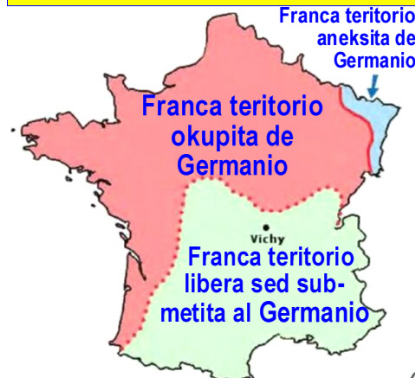 Franca teritorio
aneksita de
Germanio
Franca teritorio
okupita de
Germanio
Vichy
Franca teritorio
libera sed sub-
metita al Germanio